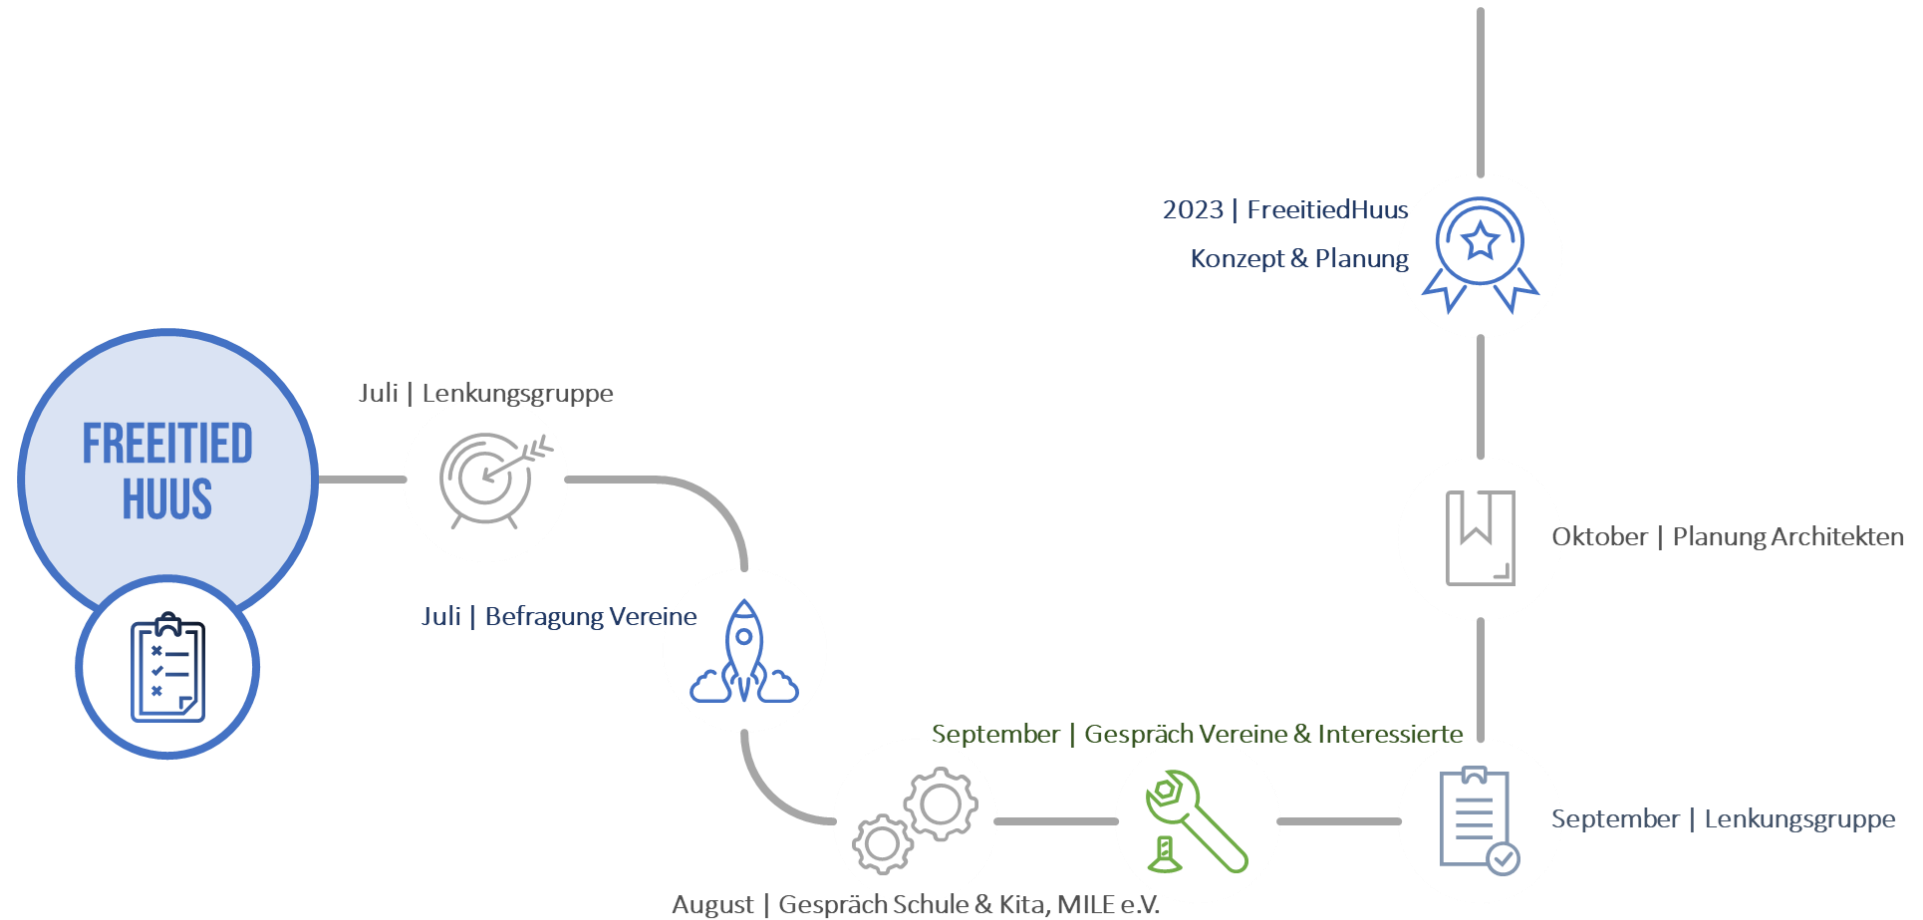 FREEITIED
HUUS
Juli | Lenkungsgruppe
Juli | Befragung Vereine
August | Gespräch Schule & Kita, MILE e.V.
September | Gespräch Vereine & Interessierte
September | Lenkungsgruppe
Oktober | Planung Architekten
2023 | FreeitiedHuus
Konzept & Planung